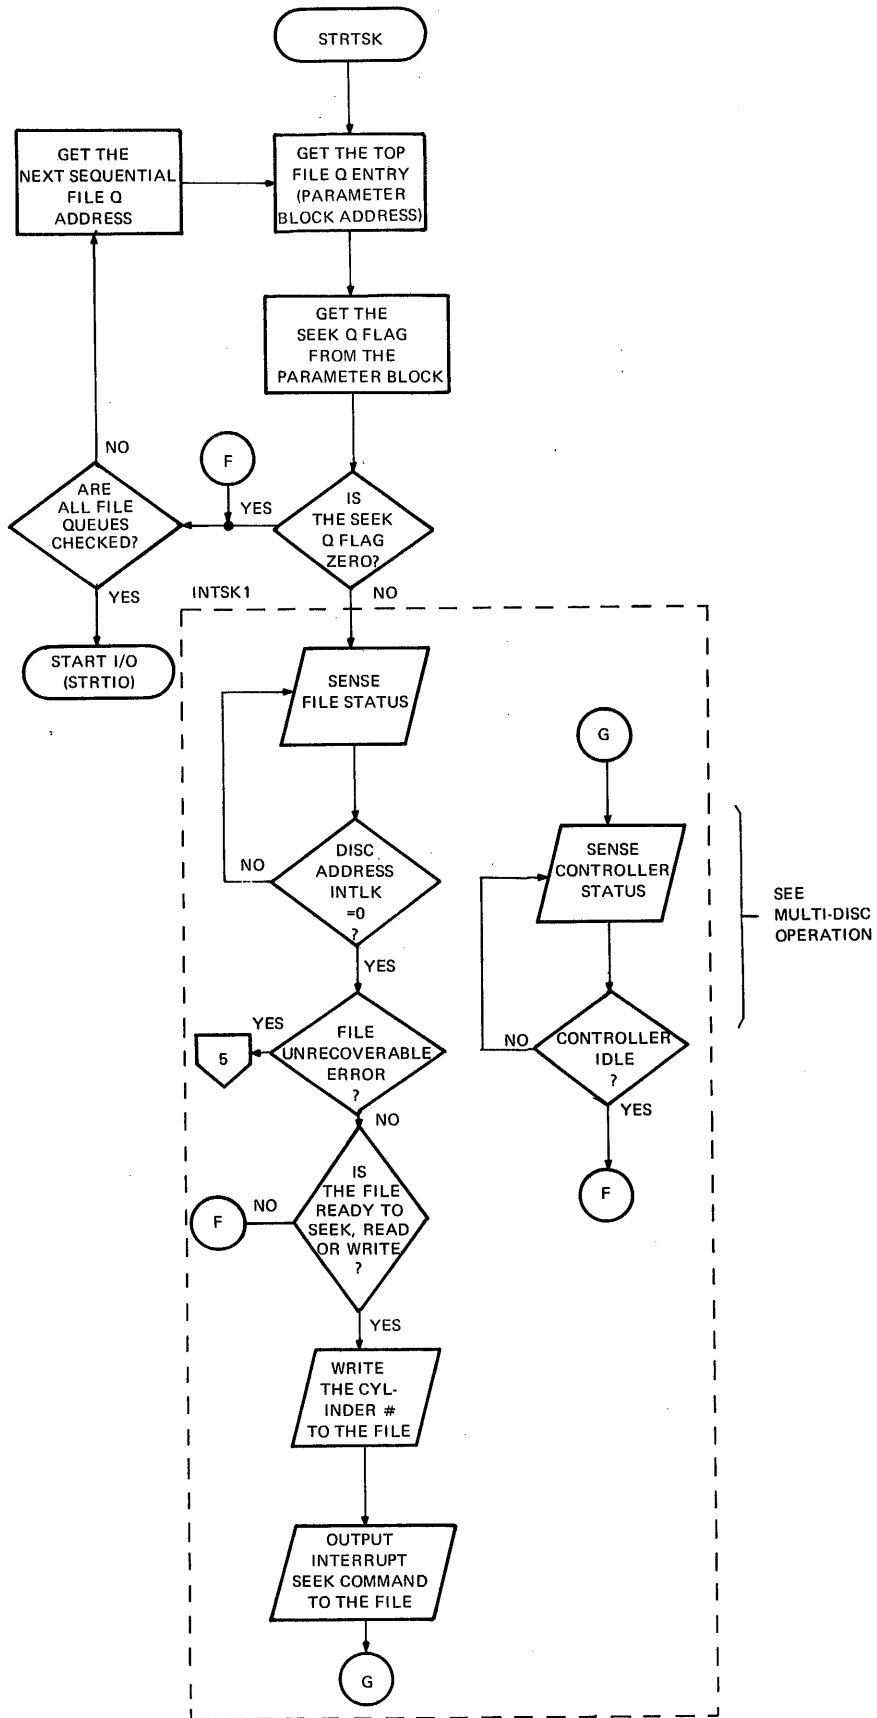 STRTSK
GET THE
NEXT SEQUENTIAL
FILE Q
ADDRESS
GET THE TOP
FILE Q ENTRY
(PARAMETER
BLOCK ADDRESS)
GET THE
SEEK Q FLAG
FROM THE
PARAMETER BLOCK
NO
F
YES
ARE
ALL FILE
QUEUES
CHECKED?
IS
THE SEEK
Q FLAG
ZERO?
YES
INTSK1
NO
START I/O
(STRTIO)
SENSE
FILE STATUS
G
NO
DISC
ADDRESS
INTLK
=0
?
SENSE
CONTROLLER
STATUS
SEE
MULTI-DISC
OPERATION
YES
YES
5
FILE
UNRECOVERABLE
ERROR
?
NO
CONTROLLER
IDLE
?
NO
YES
F
NO
F
IS
THE FILE
READY TO
SEEK, READ
OR WRITE
?
YES
WRITE
THE CYL-
INDER #
TO THE FILE
OUTPUT
INTERRUPT
SEEK COMMAND
TO THE FILE
G